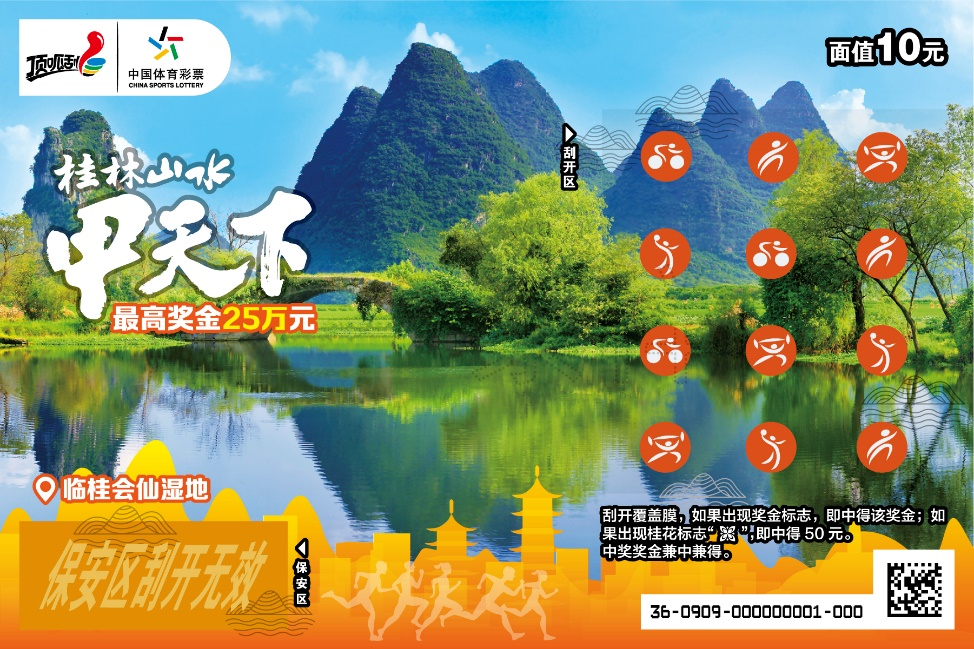 顶呱刮
中国体育彩票
CHINA SPORTS LOTTERY
面值10元
桂林山水
甲天下
最高奖金25万元
刮开区
临桂会仙湿地
保安区刮开无效
保安区
刮开覆盖膜，如果出现奖金标志，即中得该奖金；如
果出现桂花标志“ ”，即中得 50 元。
中奖奖金兼中兼得。
36-0909-000000001-000